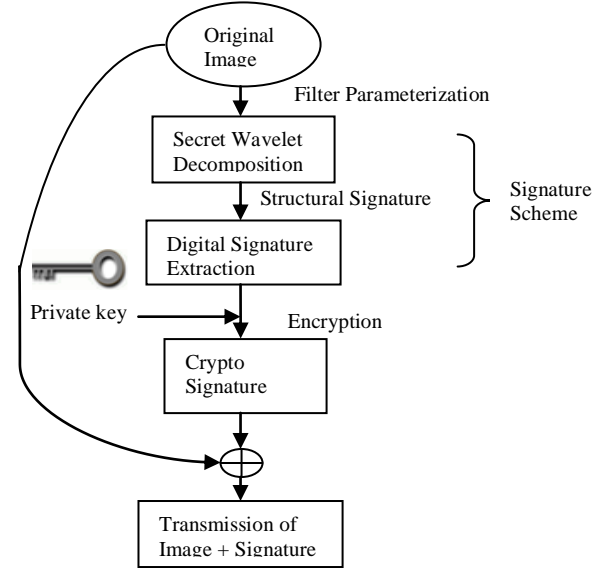 Original
Image
Filter Parameterization
Secret Wavelet
Decomposition
Structural Signature
Signature
Scheme
Digital Signature
Extraction
Private key
Encryption
Crypto
Signature
Transmission of
Image + Signature